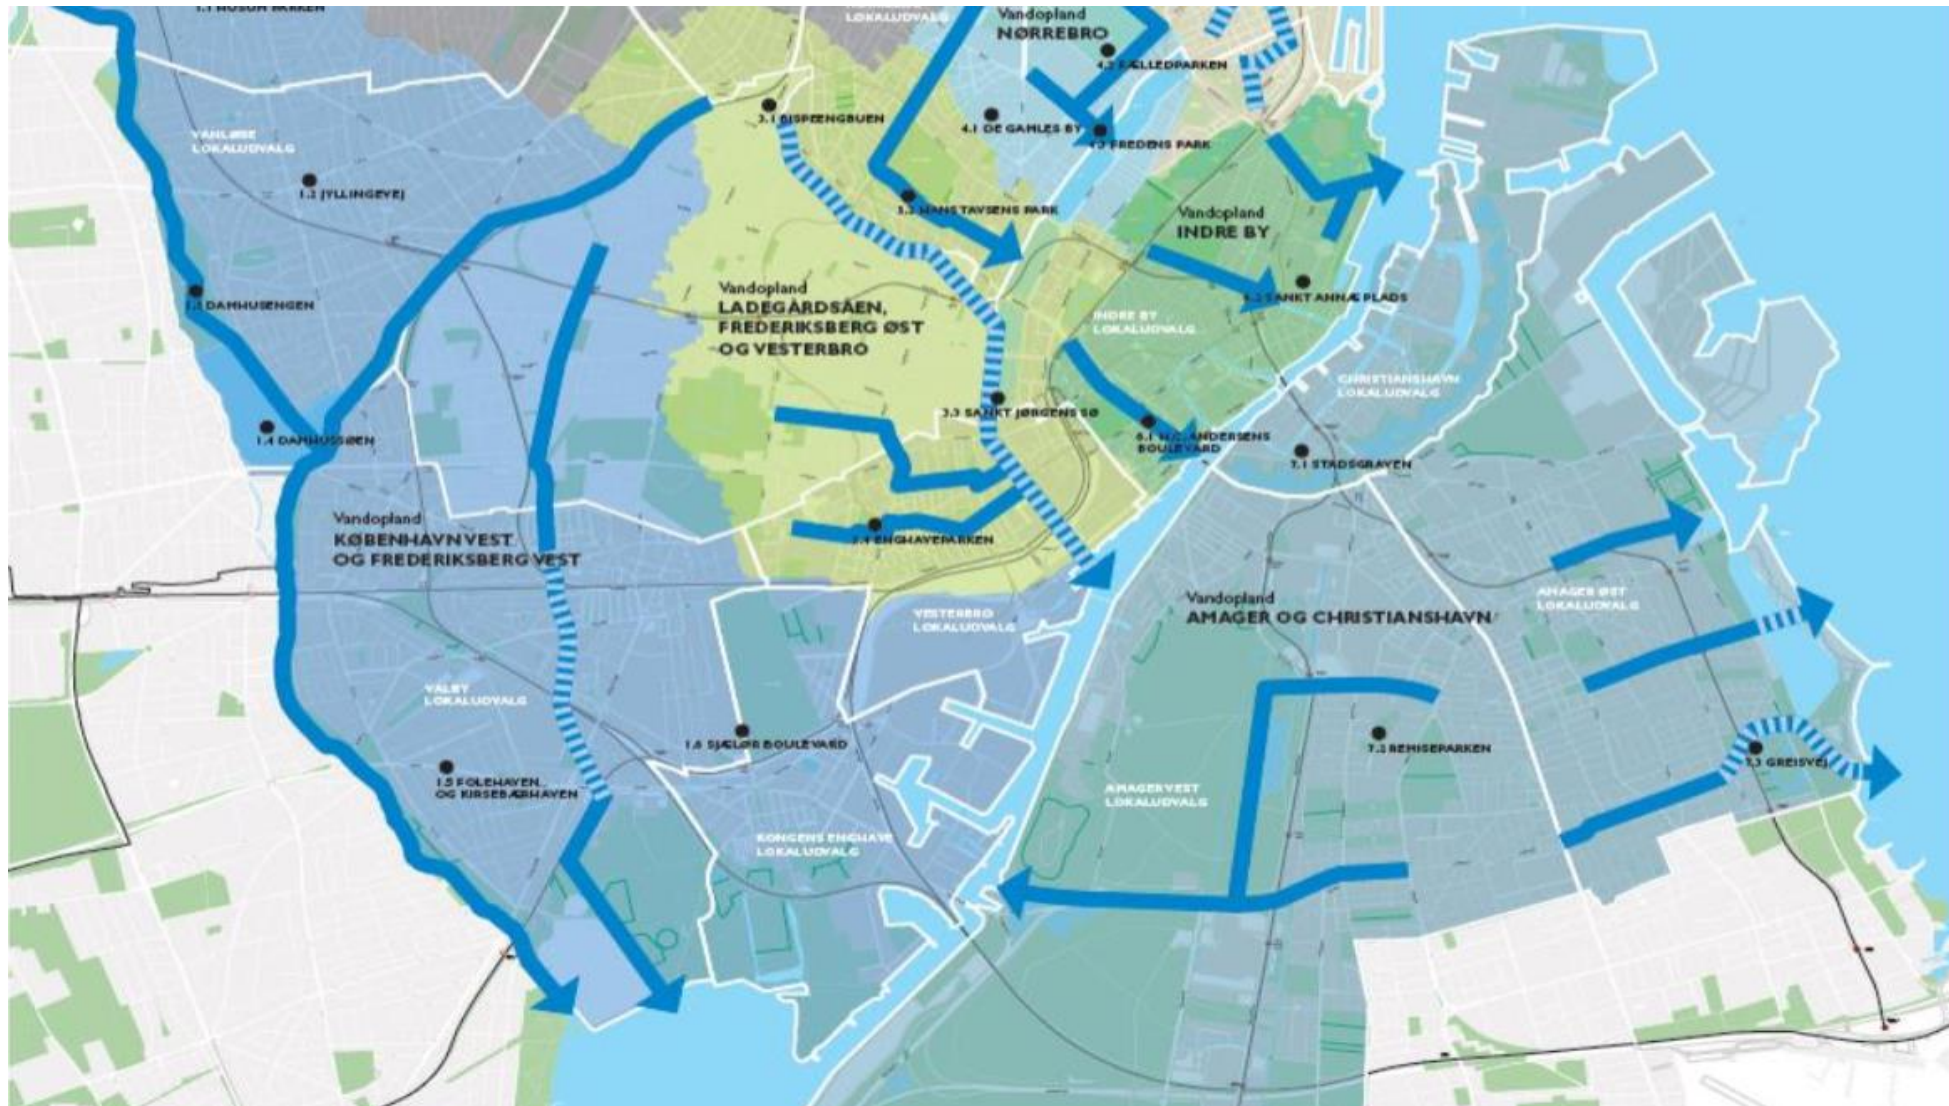 1.1 HUSUM PARKEN
LOKALUDVALG
Vandopland
NØRREBRO
4.2 FÆLLEDPARKEN
3.1 BISPEENGBUEN
4.1 DE GAMLES BY
4.3 FREDENS PARK
VANLØSE
LOKALUDVALG
1.2 JYLLINGEVEJ
3.2 HANS TAVSENS PARK
Vandopland
INDRE BY
1.3 DAMHUSENGEN
Vandopland
LADEGÅRDSÅEN,
FREDERIKSBERG ØST
OG VESTERBRO
SANKT ANNÆ PLADS
INDRE BY
LOKALUDVALG
CHRISTIANSHAVN
LOKALUDVALG
3.3 SANKT JØRGENS SØ
1.4 DAMHUSSØEN
6.1 H.C. ANDERSENS
BOULEVARD
7.1 STADSGRAVEN
Vandopland
KØBENHAVN VEST
OG FREDERIKSBERG VEST
3.4 ENGHAVEPARKEN
VESTERBRO
LOKALUDVALG
Vandopland
AMAGER OG CHRISTIANSHAVN
AMAGER ØST
LOKALUDVALG
VALBY
LOKALUDVALG
1.6 SJÆLØR BOULEVARD
7.2 REMISEPARKEN
7.3 GREISVEJ
1.5 FOLEHAVEN
OG KIRSEBÆRHAVEN
AMAGER VEST
LOKALUDVALG
KONGENS ENGHAVE
LOKALUDVALG